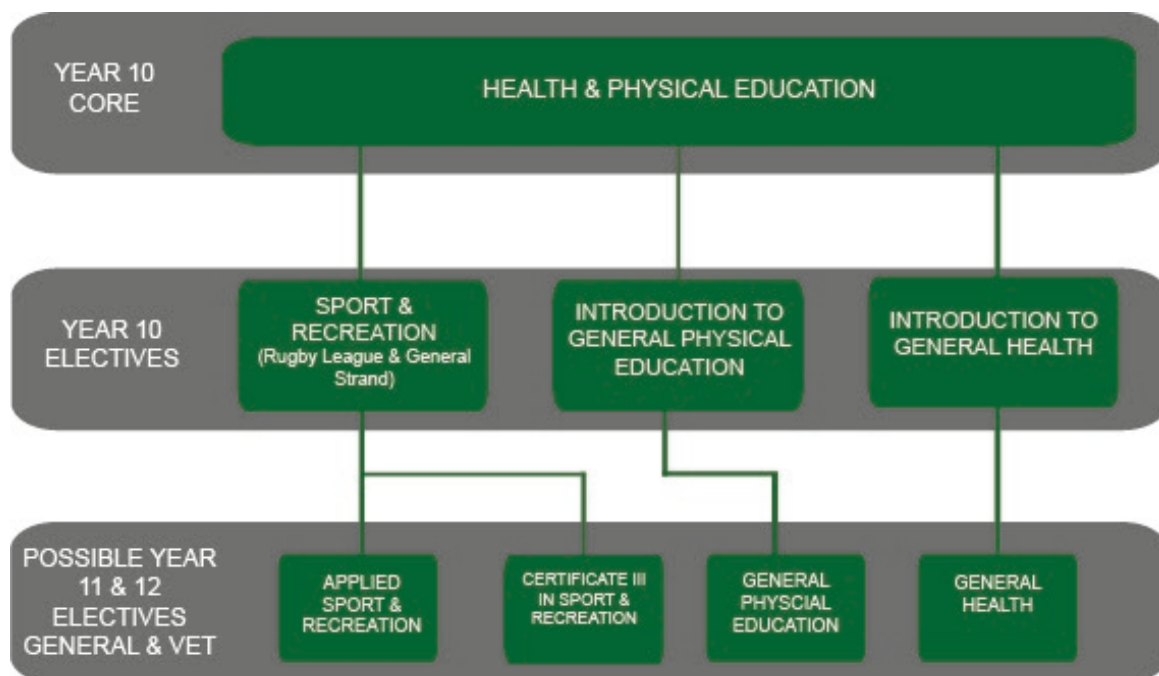 YEAR 10
CORE
HEALTH & PHYSICAL EDUCATION
YEAR 10
ELECTIVES
SPORT &
RECREATION
(Rugby League & General
Strand)
INTRODUCTION TO
GENERAL PHYSICAL
EDUCATION
INTRODUCTION TO
GENERAL HEALTH
POSSIBLE YEAR
11 & 12
ELECTIVES
GENERAL & VET
APPLIED
SPORT &
RECREATION
CERTIFICATE III
IN SPORT &
RECREATION
GENERAL
PHYSCIAL
EDUCATION
GENERAL
HEALTH